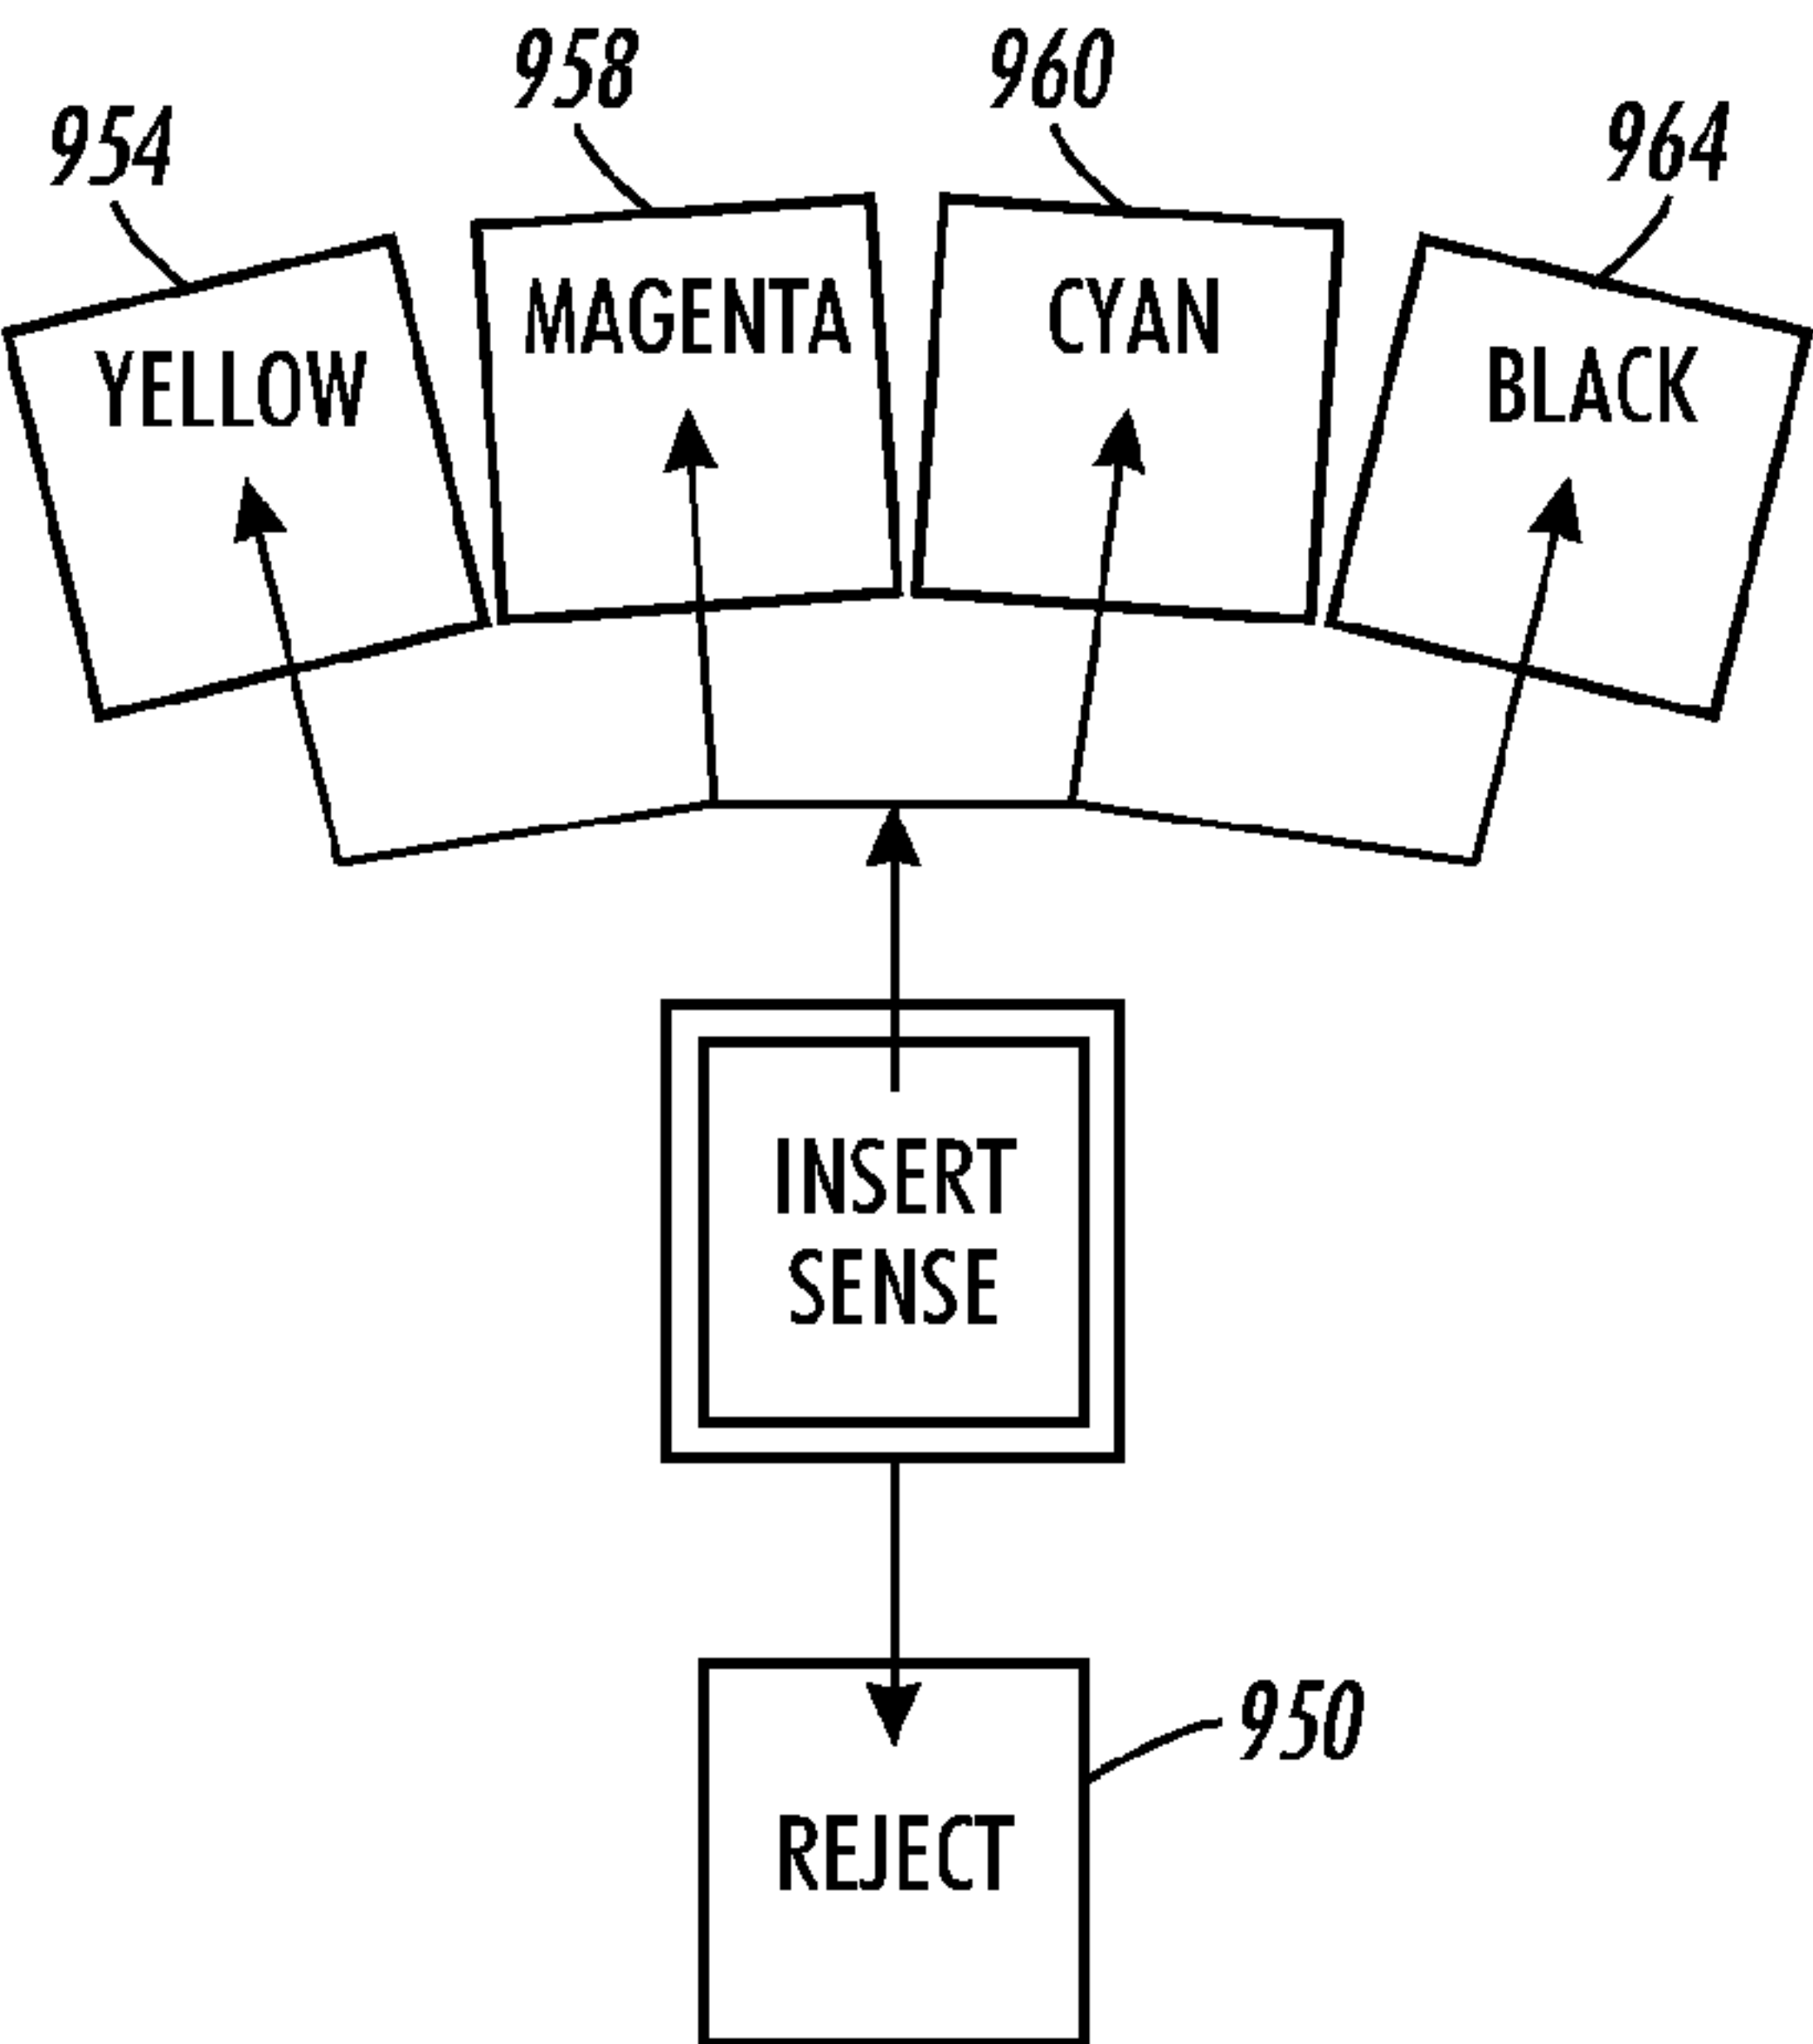 958
960
954
964
MAGENTA
CYAN
YELLOW
BLACK
INSERT
SENSE
950
REJECT